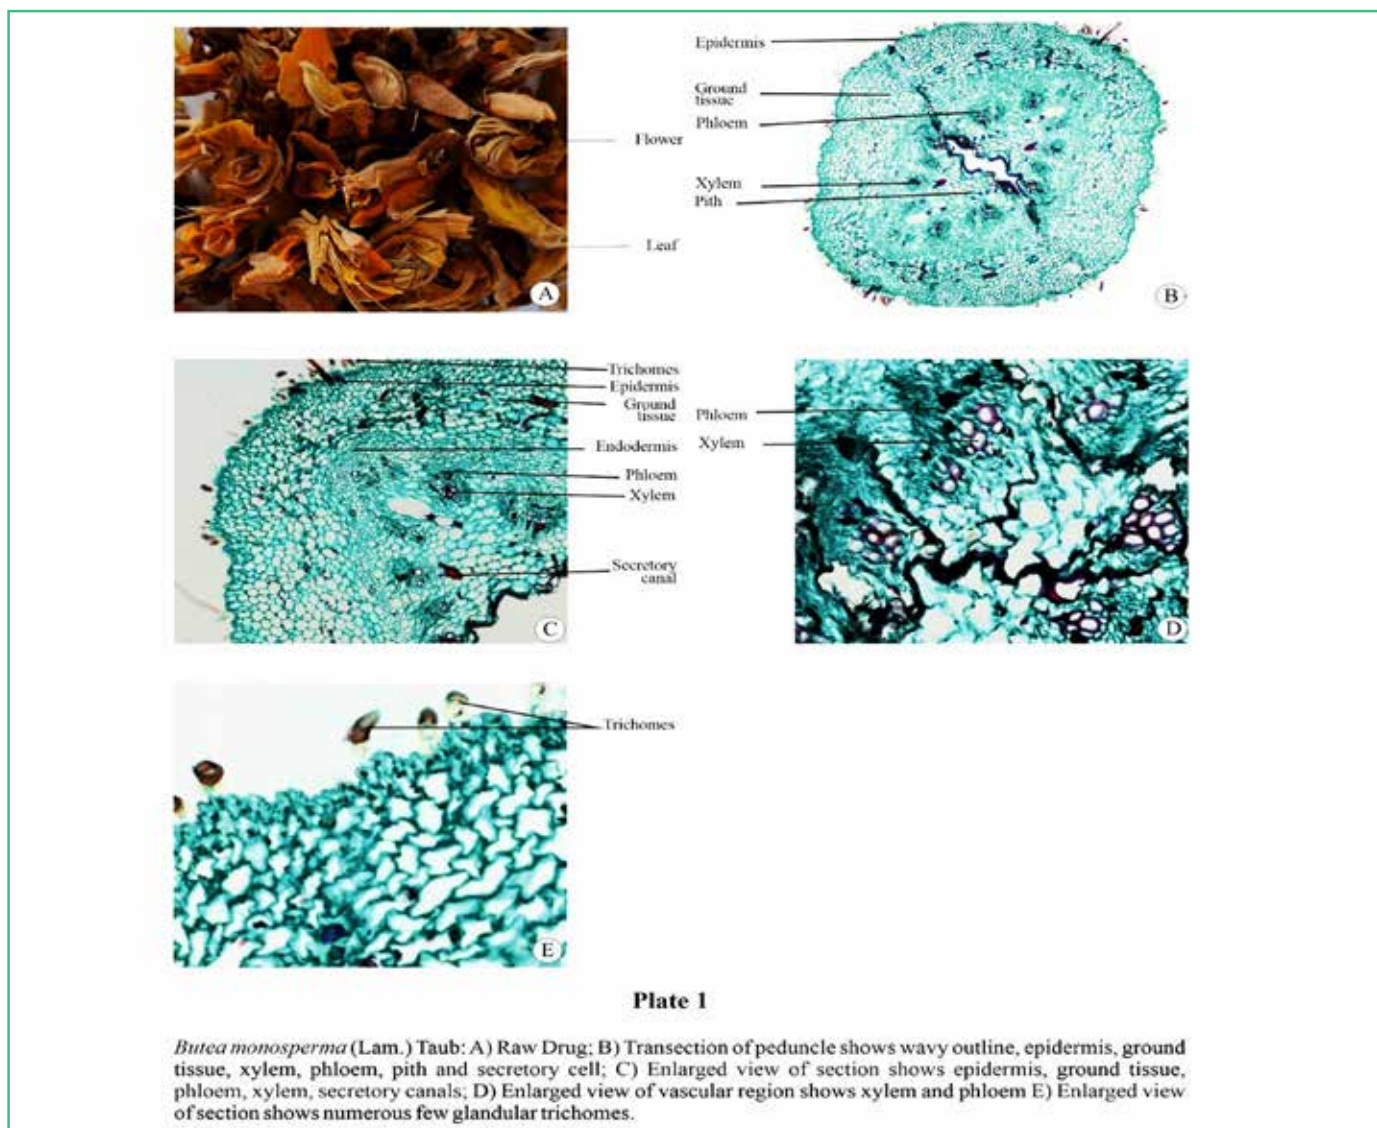 Flower
Leaf
A
Epidermis
Ground
tissue
Phloem
Xylem
Pith
B
Trichomes
Epidermis
Ground
tissue
Endodermis
Phloem
Xylem
Secretory
canal
C
Phloem
Xylem
D
Trichomes
E
Plate 1
Butea monosperma (Lam.) Taub: A) Raw Drug; B) Transection of peduncle shows wavy outline, epidermis, ground
tissue, xylem, phloem, pith and secretory cell; C) Enlarged view of section shows epidermis, ground tissue,
phloem, xylem, secretory canals; D) Enlarged view of vascular region shows xylem and phloem E) Enlarged view
of section shows numerous few glandular trichomes.